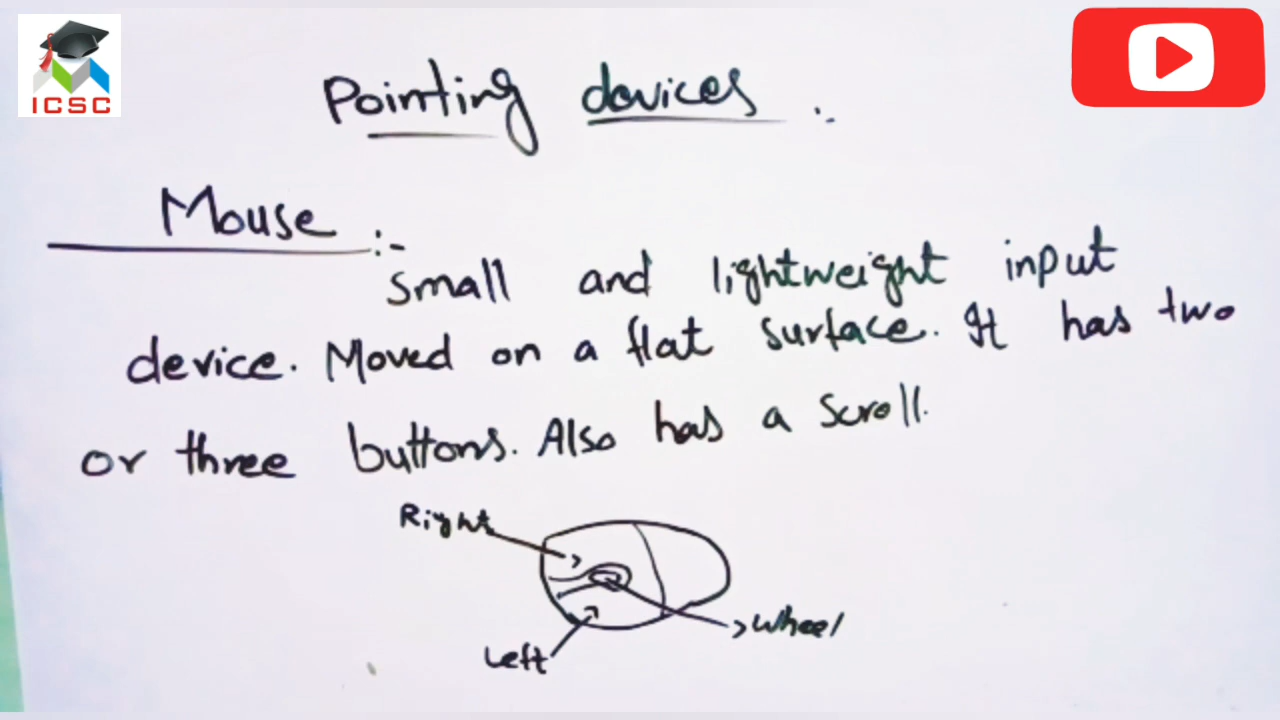 ICSC
Pointing devices :
Mouse :-
Small and lightweight input
device. Moved on a flat surface. It has two
or three buttons. Also has a Scroll.
Right
Left
Wheel